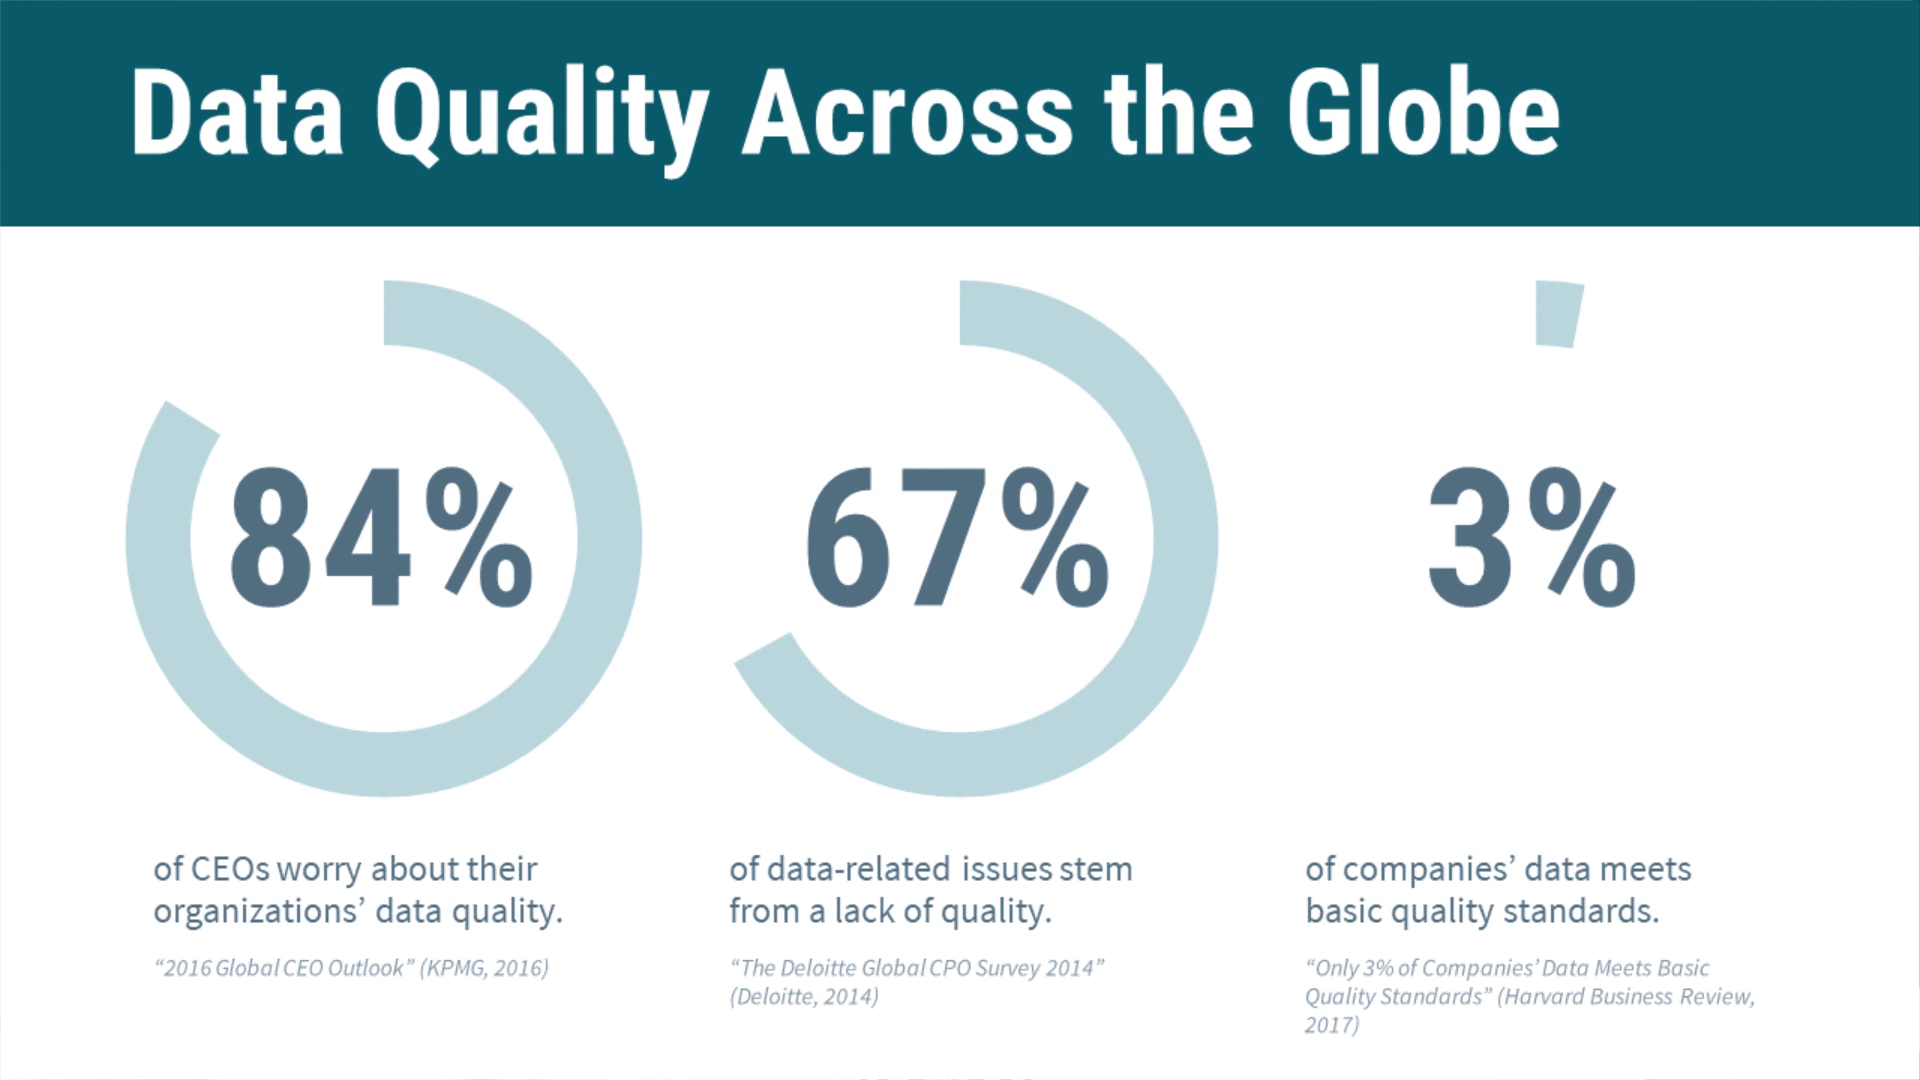 Data Quality Across the Globe
84%
of CEOs worry about their
organizations’ data quality.
“2016 Global CEO Outlook” (KPMG, 2016)
67%
of data-related issues stem
from a lack of quality.
“The Deloitte Global CPO Survey 2014”
(Deloitte, 2014)
3%
of companies’ data meets
basic quality standards.
“Only 3% of Companies’ Data Meets Basic
Quality Standards” (Harvard Business Review,
2017)